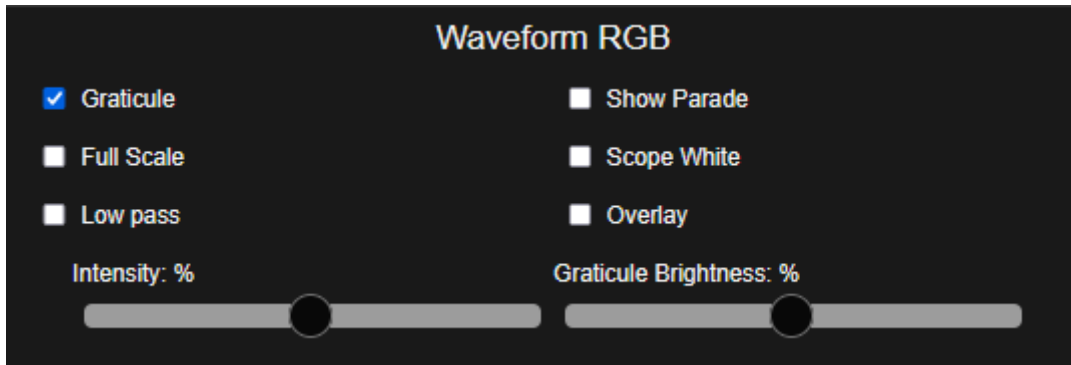 Waveform RGB
Graticule Show Parade
Full Scale Scope White
Low pass Overlay
Intensity: % Graticule Brightness: %